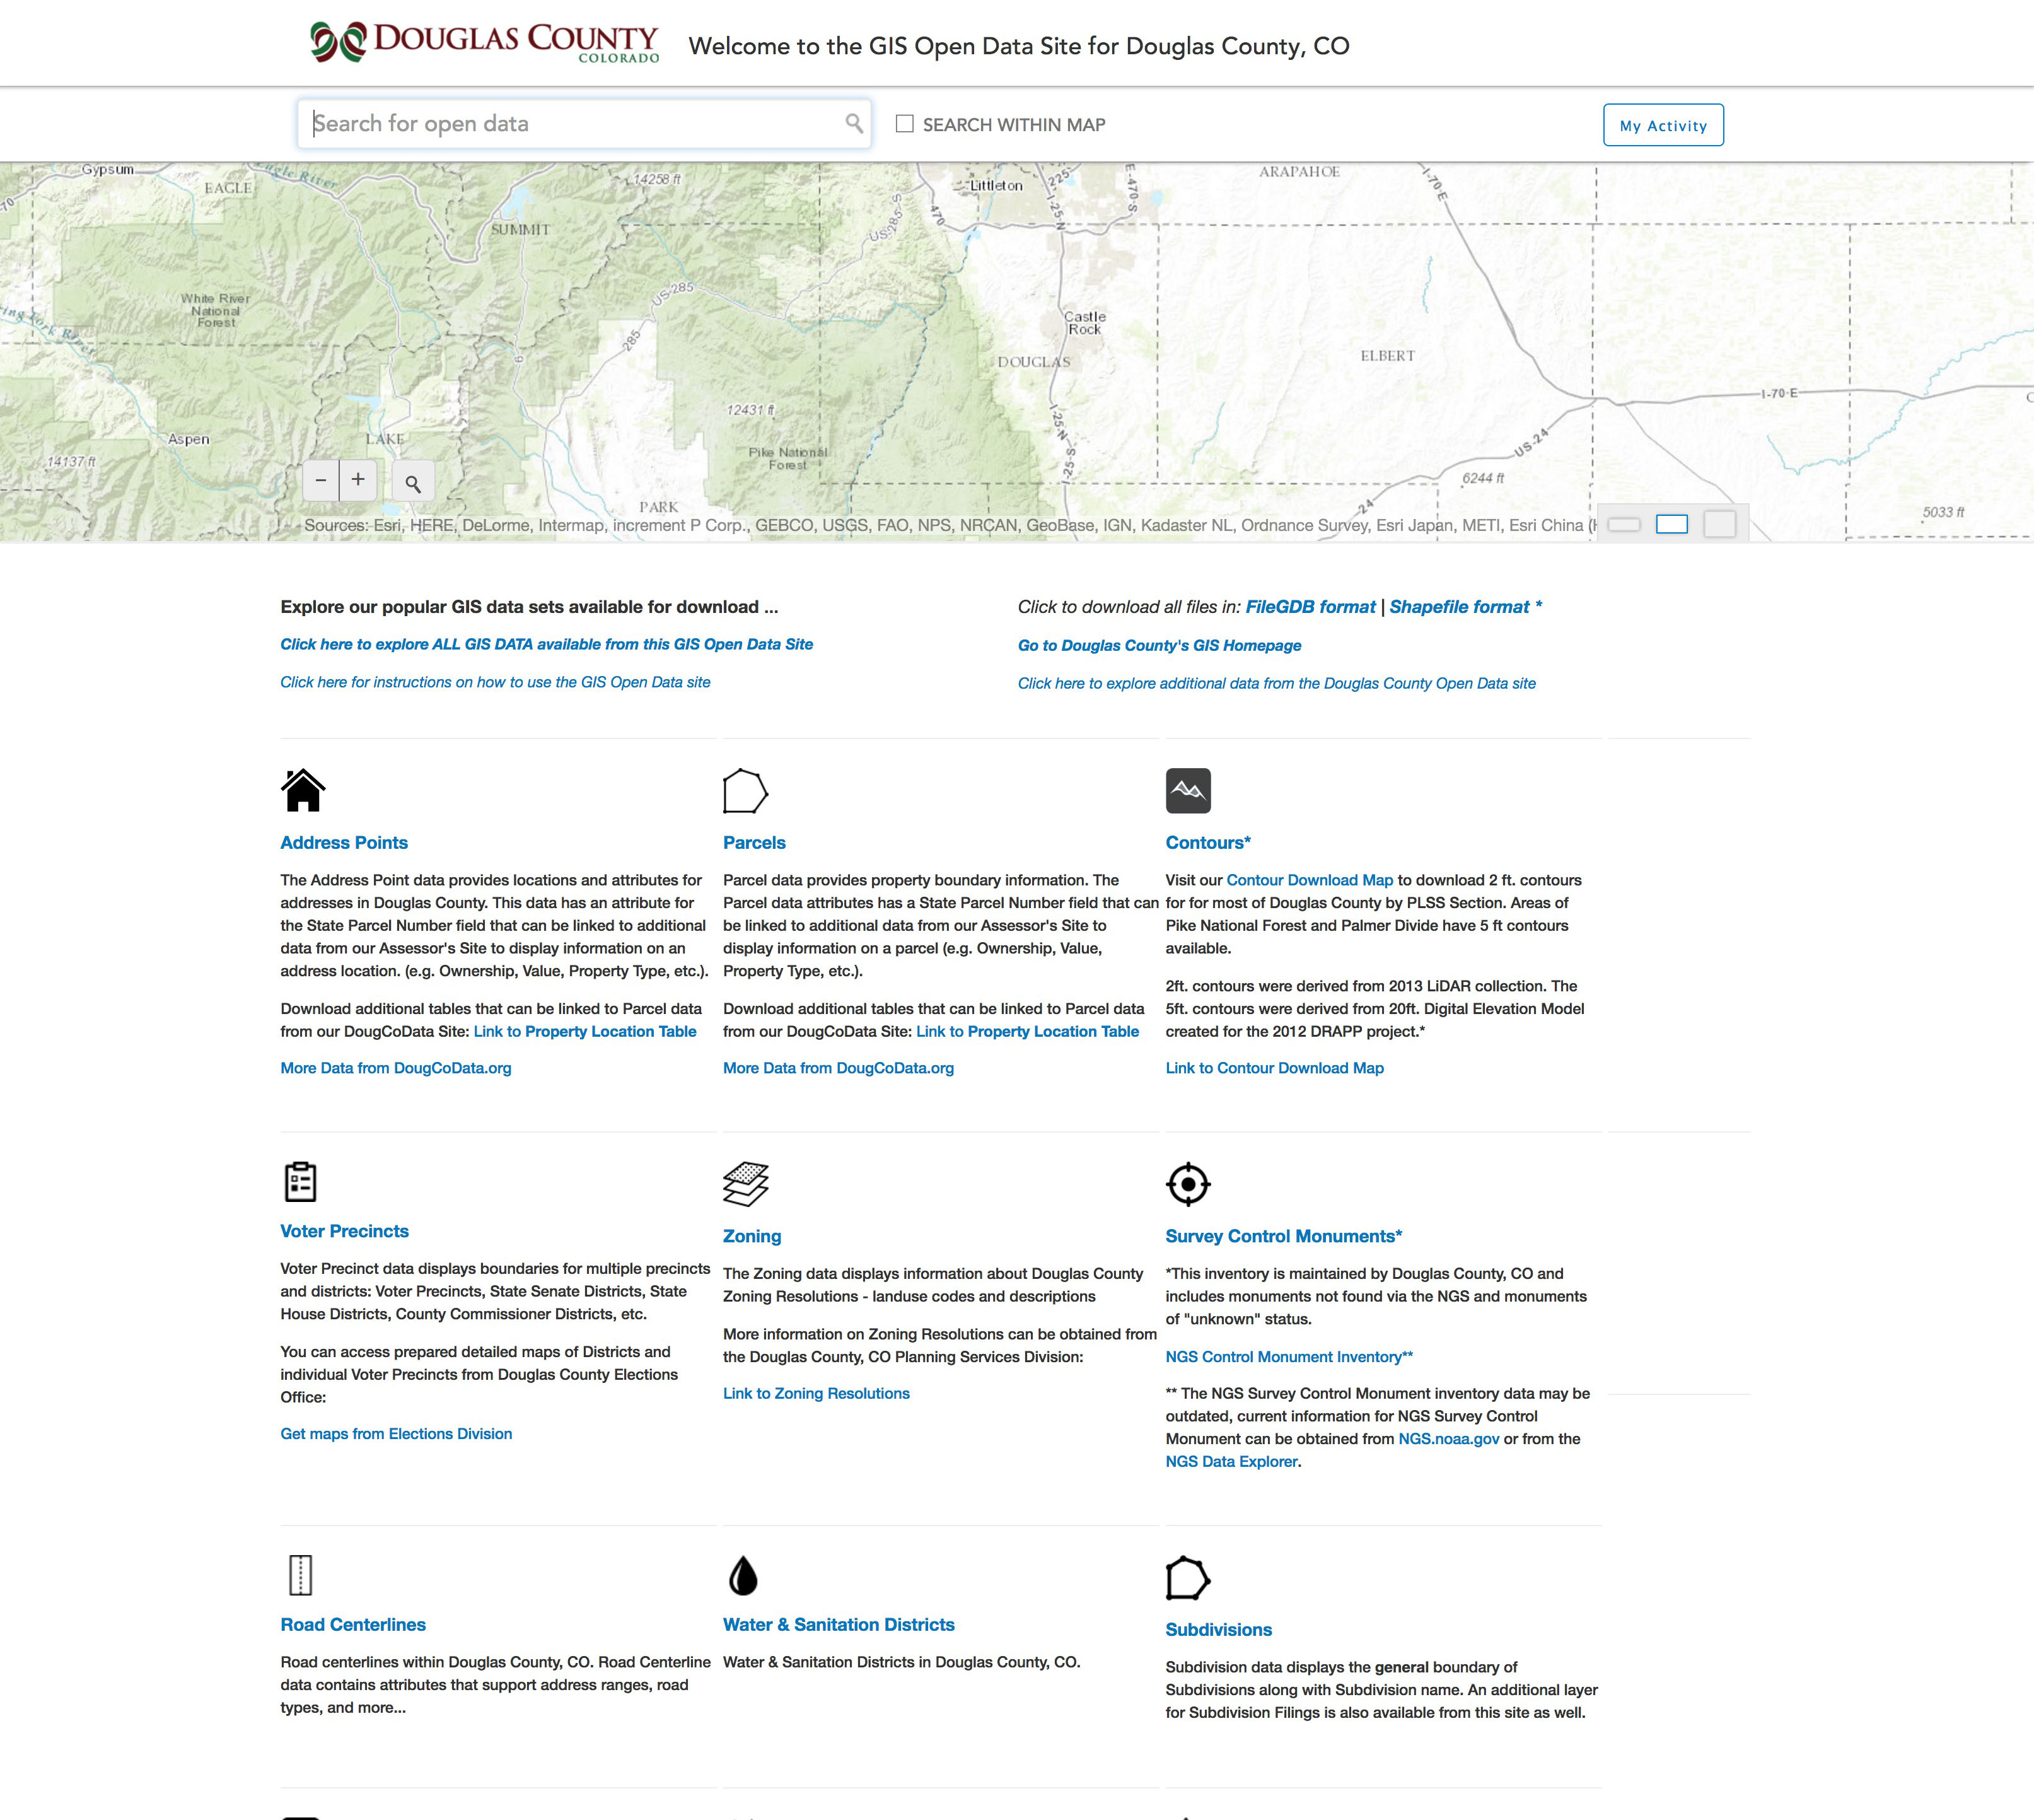 DOUGLAS COUNTY
COLORADO
Welcome to the GIS Open Data Site for Douglas County, CO
Search for open data
SEARCH WITHIN MAP
My Activity
Gypsum
Eagle River
EAGLE
14258 ft
SUMMIT
US-285-S
470
Littleton
225
I-25-N
E-470-S
ARAPAHOE
I-70-E
70
White River
National
Forest
US-285
285
9
Castle
Rock
DOUGLAS
ELBERT
I-70-E
12431 ft
I-25-N
Aspen
LAKE
14137 ft
Pike National
Forest
-25-S
US-24
6244 ft
24
PARK
5033 ft
Sources: Esri, HERE, DeLorme, Intermap, increment P Corp., GEBCO, USGS, FAO, NPS, NRCAN, GeoBase, IGN, Kadaster NL, Ordnance Survey, Esri Japan, METI, Esri China (
Explore our popular GIS data sets available for download ...
Click here to explore ALL GIS DATA available from this GIS Open Data Site
Click here for instructions on how to use the GIS Open Data site
Click to download all files in: FileGDB format | Shapefile format *
Go to Douglas County's GIS Homepage
Click here to explore additional data from the Douglas County Open Data site
Address Points
The Address Point data provides locations and attributes for
addresses in Douglas County. This data has an attribute for
the State Parcel Number field that can be linked to additional
data from our Assessor's Site to display information on an
address location. (e.g. Ownership, Value, Property Type, etc.).
Download additional tables that can be linked to Parcel data
from our DougCoData Site: Link to Property Location Table
More Data from DougCoData.org
Parcels
Parcel data provides property boundary information. The
Parcel data attributes has a State Parcel Number field that can
be linked to additional data from our Assessor's Site to
display information on a parcel (e.g. Ownership, Value,
Property Type, etc.).
Download additional tables that can be linked to Parcel data
from our DougCoData Site: Link to Property Location Table
More Data from DougCoData.org
Contours*
Visit our Contour Download Map to download 2 ft. contours
for for most of Douglas County by PLSS Section. Areas of
Pike National Forest and Palmer Divide have 5 ft contours
available.
2ft. contours were derived from 2013 LiDAR collection. The
5ft. contours were derived from 20ft. Digital Elevation Model
created for the 2012 DRAPP project.*
Link to Contour Download Map
Voter Precincts
Voter Precinct data displays boundaries for multiple precincts
and districts: Voter Precincts, State Senate Districts, State
House Districts, County Commissioner Districts, etc.
You can access prepared detailed maps of Districts and
individual Voter Precincts from Douglas County Elections
Office:
Get maps from Elections Division
Zoning
The Zoning data displays information about Douglas County
Zoning Resolutions - landuse codes and descriptions
More information on Zoning Resolutions can be obtained from
the Douglas County, CO Planning Services Division:
Link to Zoning Resolutions
Survey Control Monuments*
*This inventory is maintained by Douglas County, CO and
includes monuments not found via the NGS and monuments
of "unknown" status.
NGS Control Monument Inventory**
** The NGS Survey Control Monument inventory data may be
outdated, current information for NGS Survey Control
Monument can be obtained from NGS.noaa.gov or from the
NGS Data Explorer.
Road Centerlines
Road centerlines within Douglas County, CO. Road Centerline
data contains attributes that support address ranges, road
types, and more...
Water & Sanitation Districts
Water & Sanitation Districts in Douglas County, CO.
Subdivisions
Subdivision data displays the general boundary of
Subdivisions along with Subdivision name. An additional layer
for Subdivision Filings is also available from this site as well.